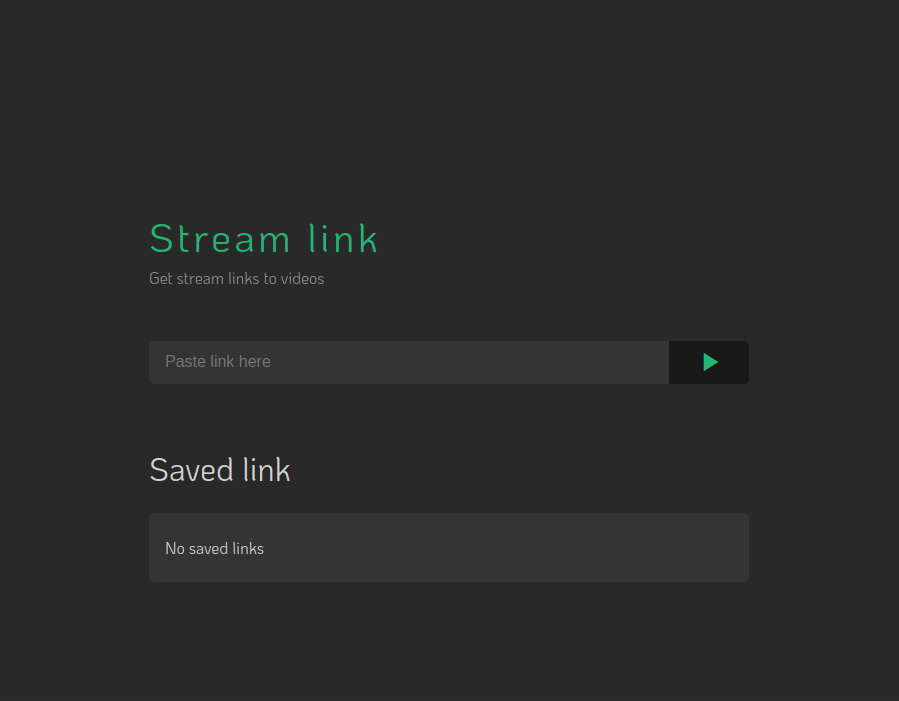 Stream link
Get stream links to videos
Paste link here
Saved link
No saved links